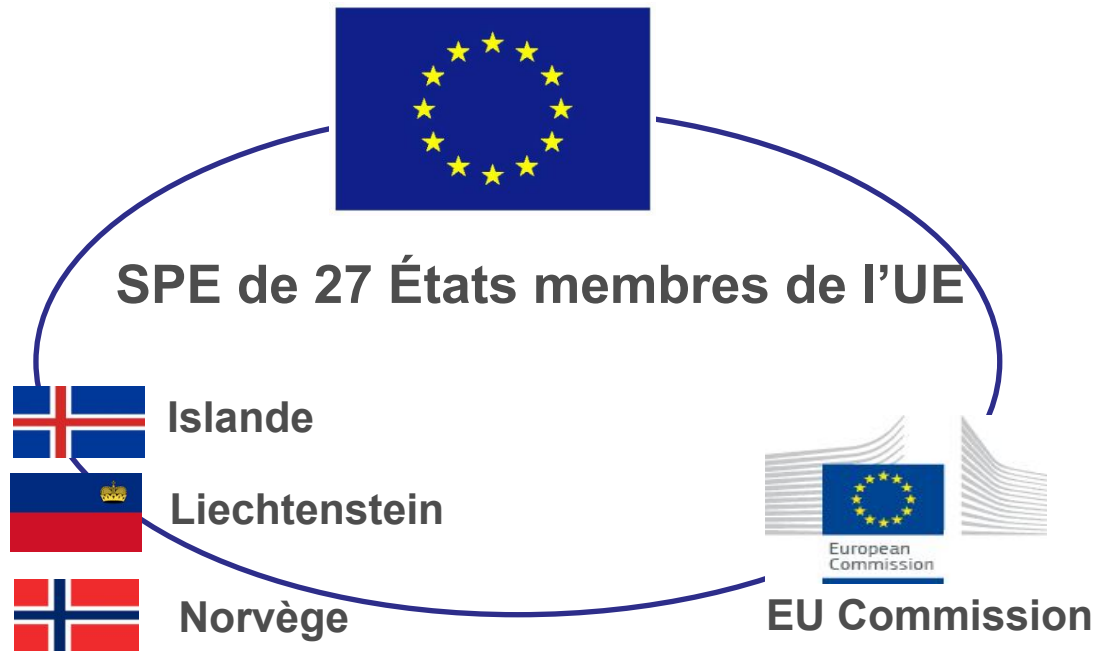 SPE de 27 États membres de l’UE
Islande
Liechtenstein
Norvège
European
Commission
EU Commission